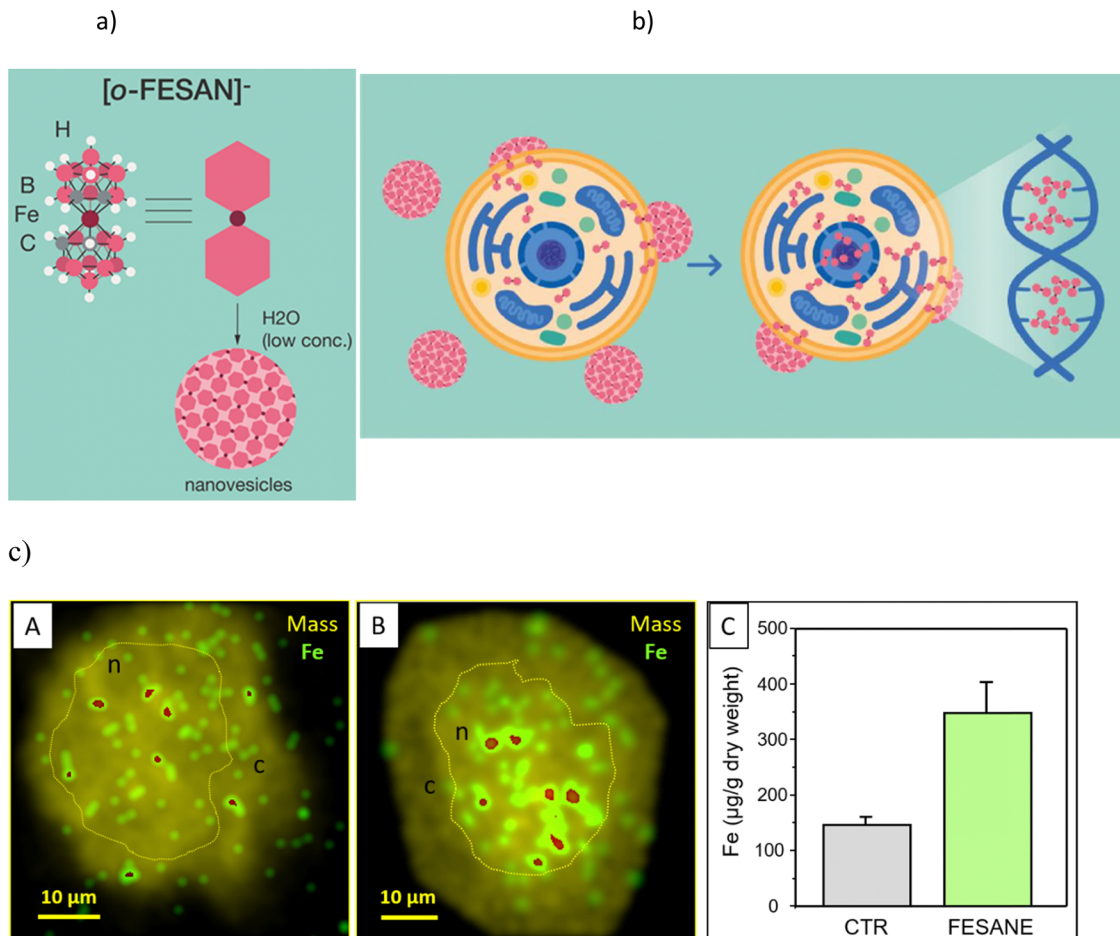 a)
b)
[o-FESAN]-
H
B
Fe
C
H2O
(low conc.)
nanovesicles
c)
A
Mass
Fe
n
c
10 µm
B
Mass
Fe
n
c
10 µm
C
Fe (µg/g dry weight)
500
400
300
200
100
0
CTR
FESANE